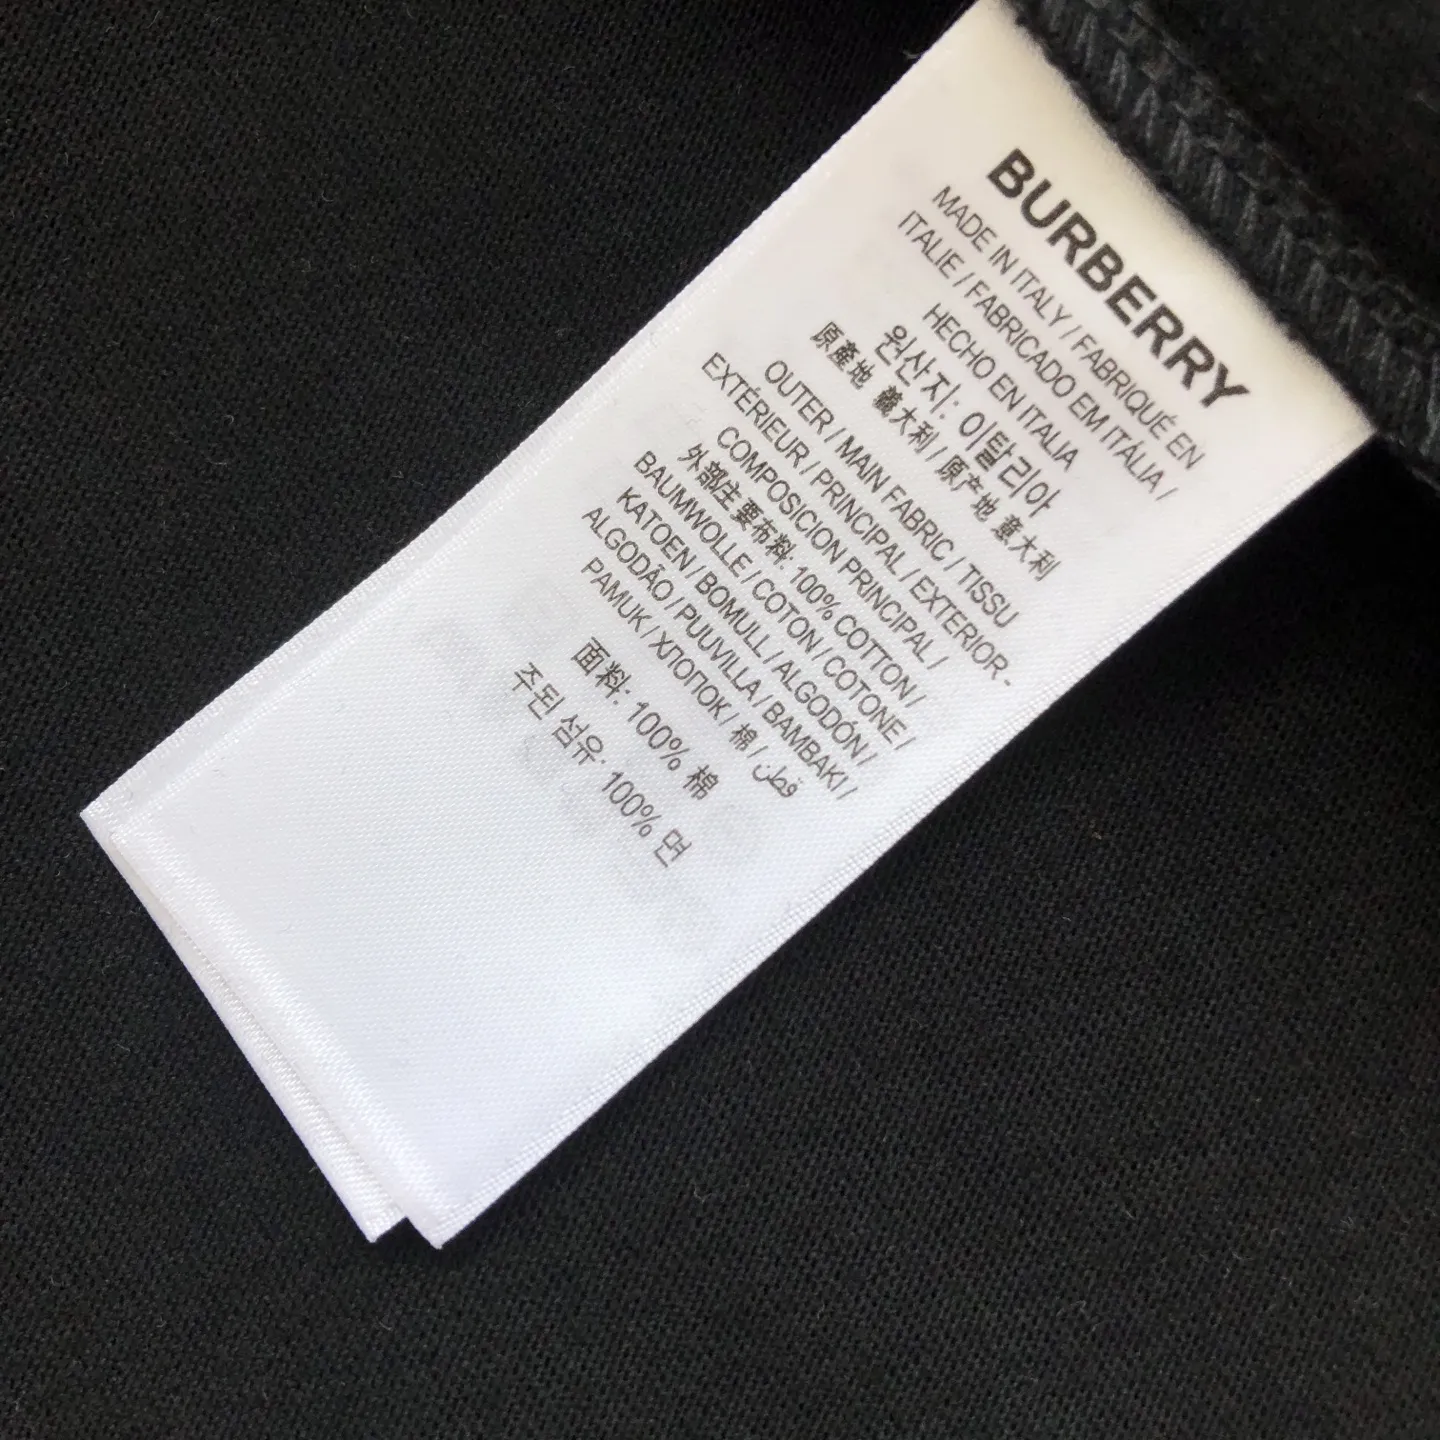 BURBERRY
MADE IN ITALY / FABRIQUÉ EN
ITALIE / FABRICADO EM ITÁLIA /
HECHO EN ITALIA
원산지: 이탈리아
原產地 義大利 / 原产地 意大利
OUTER / MAIN FABRIC / TISSU
EXTÉRIEUR / PRINCIPAL / EXTERIOR -
COMPOSICION PRINCIPAL /
外部主要布料: 100% COTTON /
BAUMWOLLE / COTON / COTONE /
KATOEN / BOMULL / ALGODÓN /
ALGODÃO / PUUVILLA / BAMBAKI /
PAMUK / ХЛОПОК / 棉 / قطن
面料: 100% 棉
주된 섬유: 100% 면